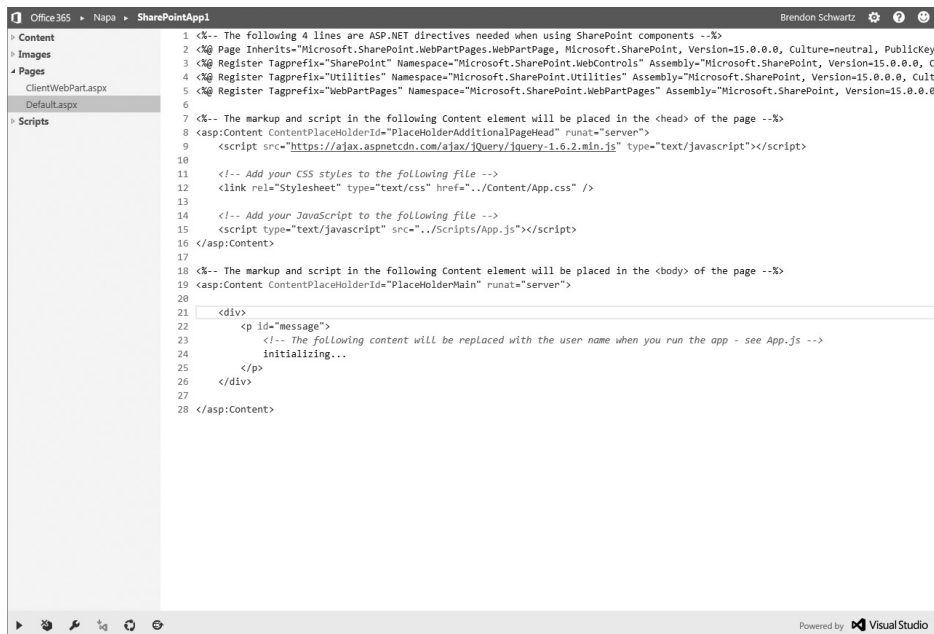 Office 365 ▸ Napa ▸ SharePointApp1
Brendon Schwartz
Content
Images
Pages
ClientWebPart.aspx
Default.aspx
Scripts
1 <%-- The following 4 lines are ASP.NET directives needed when using SharePoint components --%>
2 <%@ Page Inherits="Microsoft.SharePoint.WebPartPages.WebPartPage, Microsoft.SharePoint, Version=15.0.0.0, Culture=neutral, PublicKey
3 <%@ Register Tagprefix="SharePoint" Namespace="Microsoft.SharePoint.WebControls" Assembly="Microsoft.SharePoint, Version=15.0.0.0, C
4 <%@ Register Tagprefix="Utilities" Namespace="Microsoft.SharePoint.Utilities" Assembly="Microsoft.SharePoint, Version=15.0.0.0, Cult
5 <%@ Register Tagprefix="WebPartPages" Namespace="Microsoft.SharePoint.WebPartPages" Assembly="Microsoft.SharePoint, Version=15.0.0.0
6
7 <%-- The markup and script in the following Content element will be placed in the <head> of the page --%>
8 <asp:Content ContentPlaceHolderId="PlaceHolderAdditionalPageHead" runat="server">
9     <script src="https://ajax.aspnetcdn.com/ajax/jQuery/jquery-1.6.2.min.js" type="text/javascript"></script>
10
11     <!-- Add your CSS styles to the following file -->
12     <link rel="Stylesheet" type="text/css" href="../Content/App.css" />
13
14     <!-- Add your JavaScript to the following file -->
15     <script type="text/javascript" src="../Scripts/App.js"></script>
16 </asp:Content>
17
18 <%-- The markup and script in the following Content element will be placed in the <body> of the page --%>
19 <asp:Content ContentPlaceHolderId="PlaceHolderMain" runat="server">
20
21     <div>
22         <p id="message">
23             <!-- The following content will be replaced with the user name when you run the app - see App.js -->
24             initializing...
25         </p>
26     </div>
27
28 </asp:Content>
Powered by Visual Studio